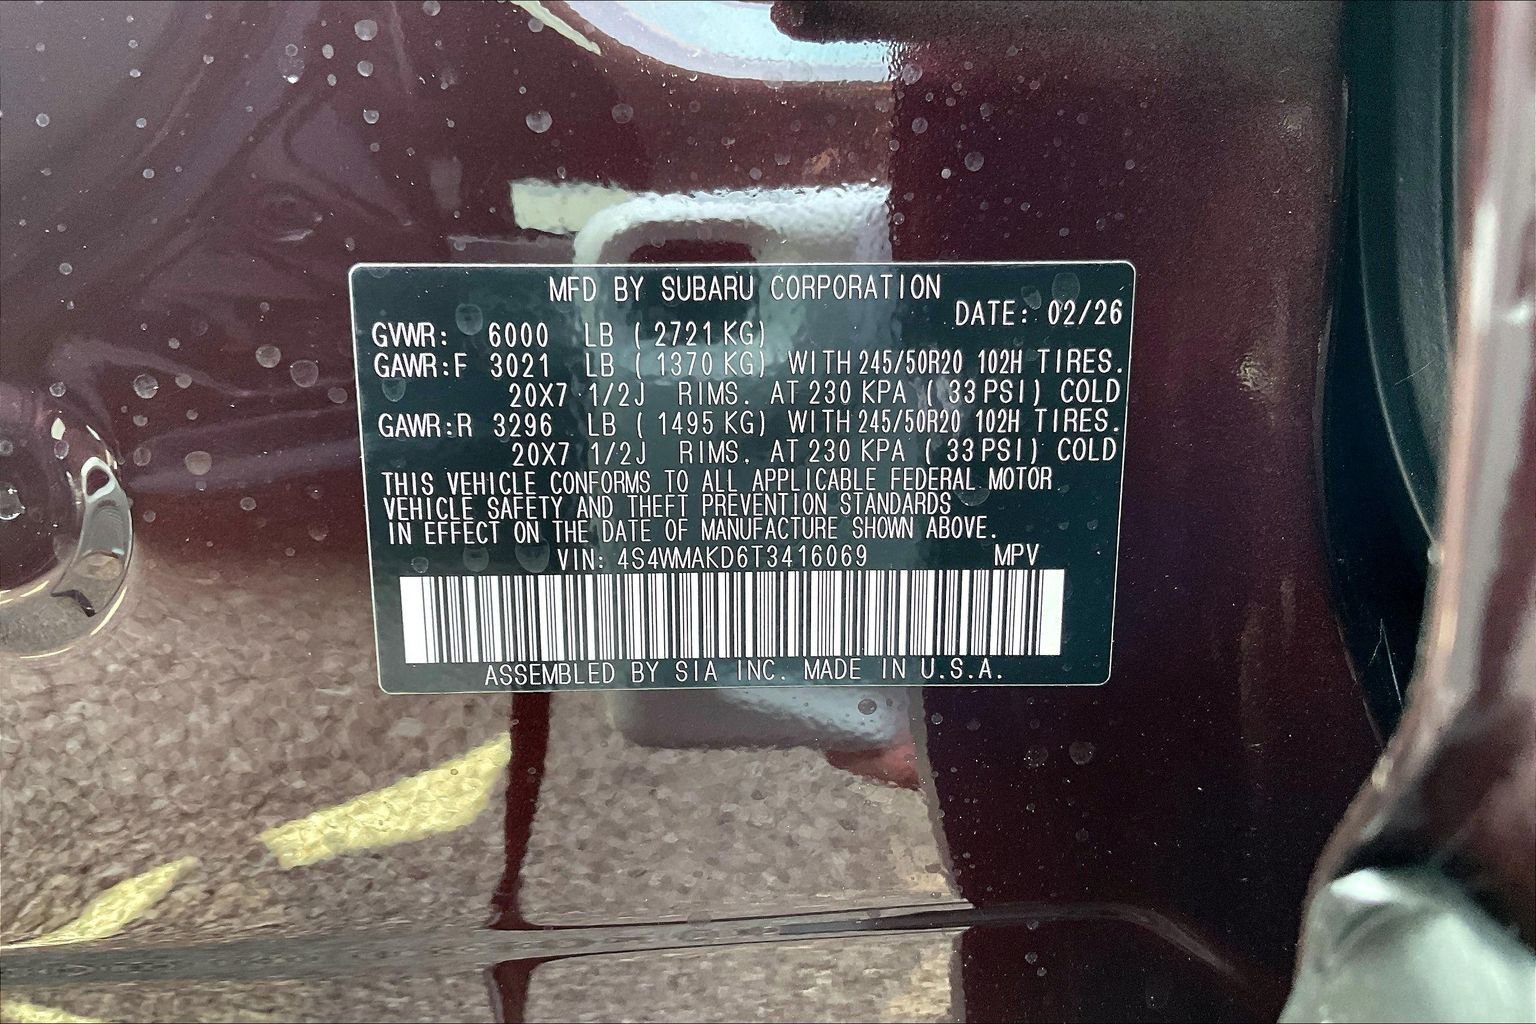 MFD BY SUBARU CORPORATION
DATE: 02/26
GVWR: 6000 LB ( 2721 KG)
GAWR:F 3021 LB ( 1370 KG) WITH 245/50R20 102H TIRES.
20X7 1/2J RIMS. AT 230 KPA ( 33 PSI) COLD
GAWR:R 3296 LB ( 1495 KG) WITH 245/50R20 102H TIRES.
20X7 1/2J RIMS. AT 230 KPA ( 33 PSI) COLD
THIS VEHICLE CONFORMS TO ALL APPLICABLE FEDERAL MOTOR
VEHICLE SAFETY AND THEFT PREVENTION STANDARDS
IN EFFECT ON THE DATE OF MANUFACTURE SHOWN ABOVE.
VIN: 4S4WMAKD6T3416069 MPV
ASSEMBLED BY SIA INC. MADE IN U.S.A.